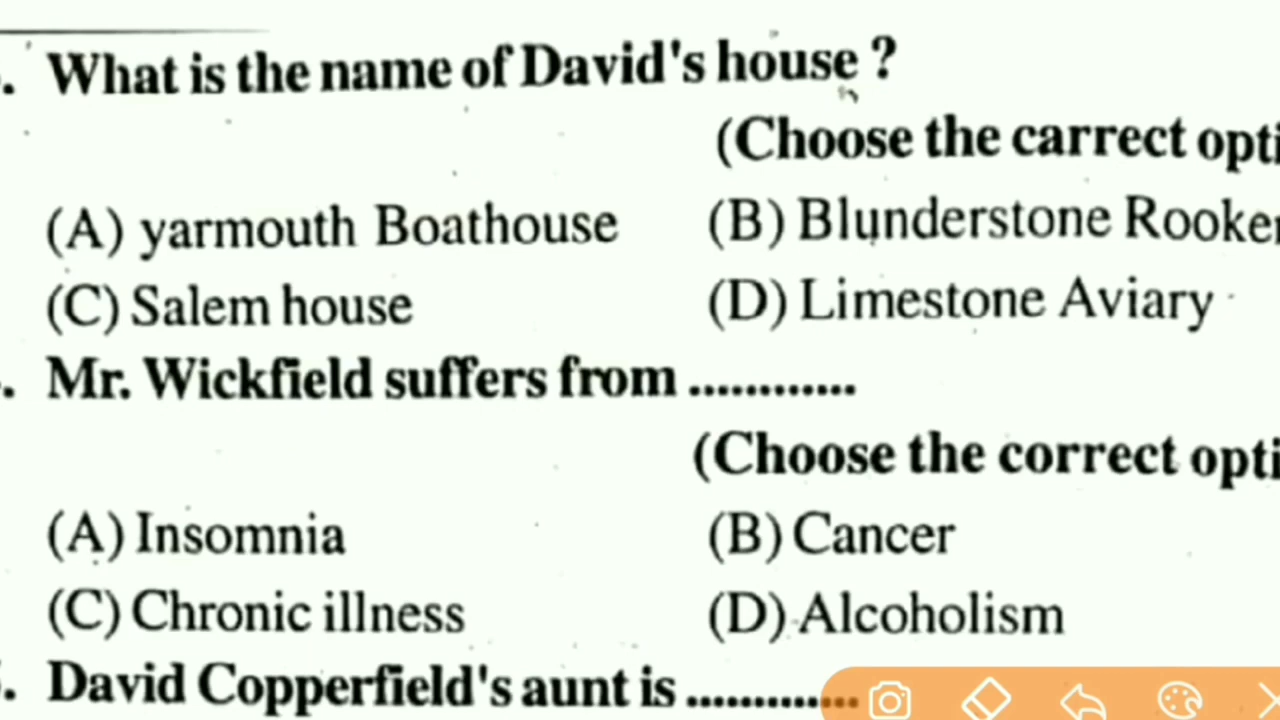 . What is the name of David's house ?
(Choose the carrect opti
(A) yarmouth Boathouse (B) Blunderstone Rooker
(C) Salem house (D) Limestone Aviary
. Mr. Wickfield suffers from ............
(Choose the correct opti
(A) Insomnia (B) Cancer
(C) Chronic illness (D) Alcoholism
. David Copperfield's aunt is .............